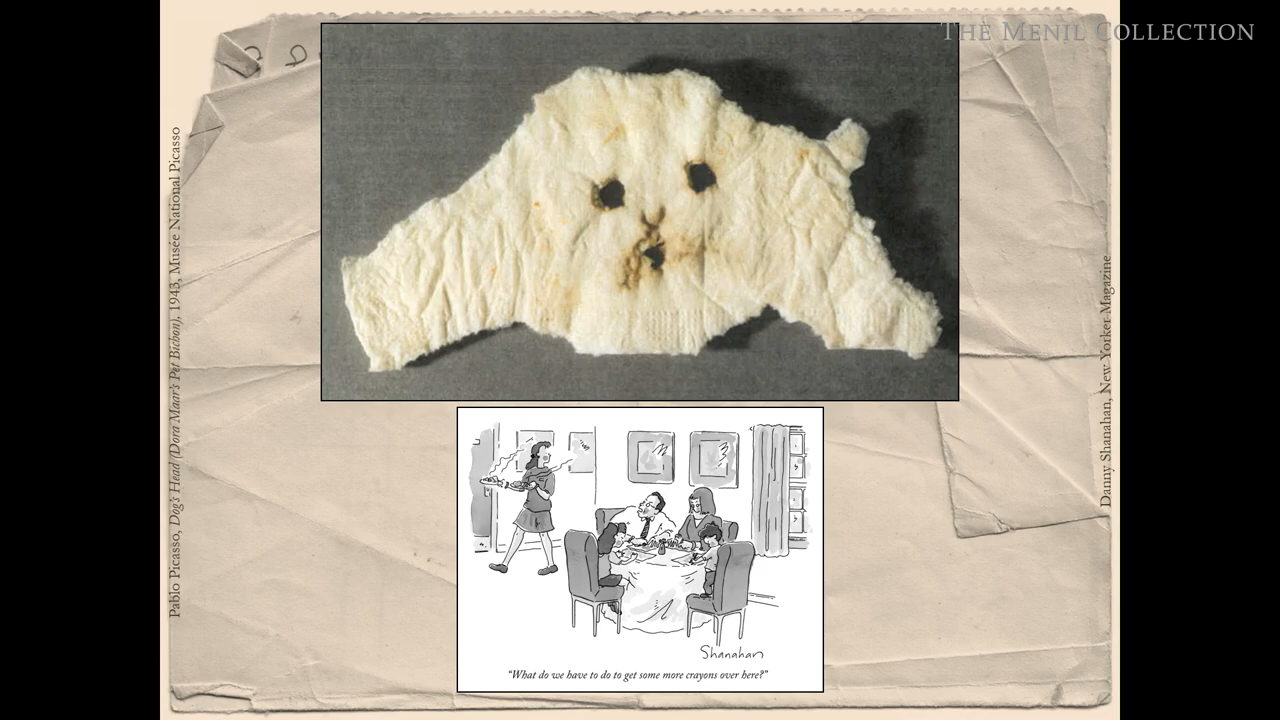 THE MENIL COLLECTION
Pablo Picasso, Dog's Head (Dora Maar's Pet Bichon), 1943, Musée National Picasso
Danny Shanahan, New Yorker Magazine
Shanahan
"What do we have to do to get some more crayons over here?"